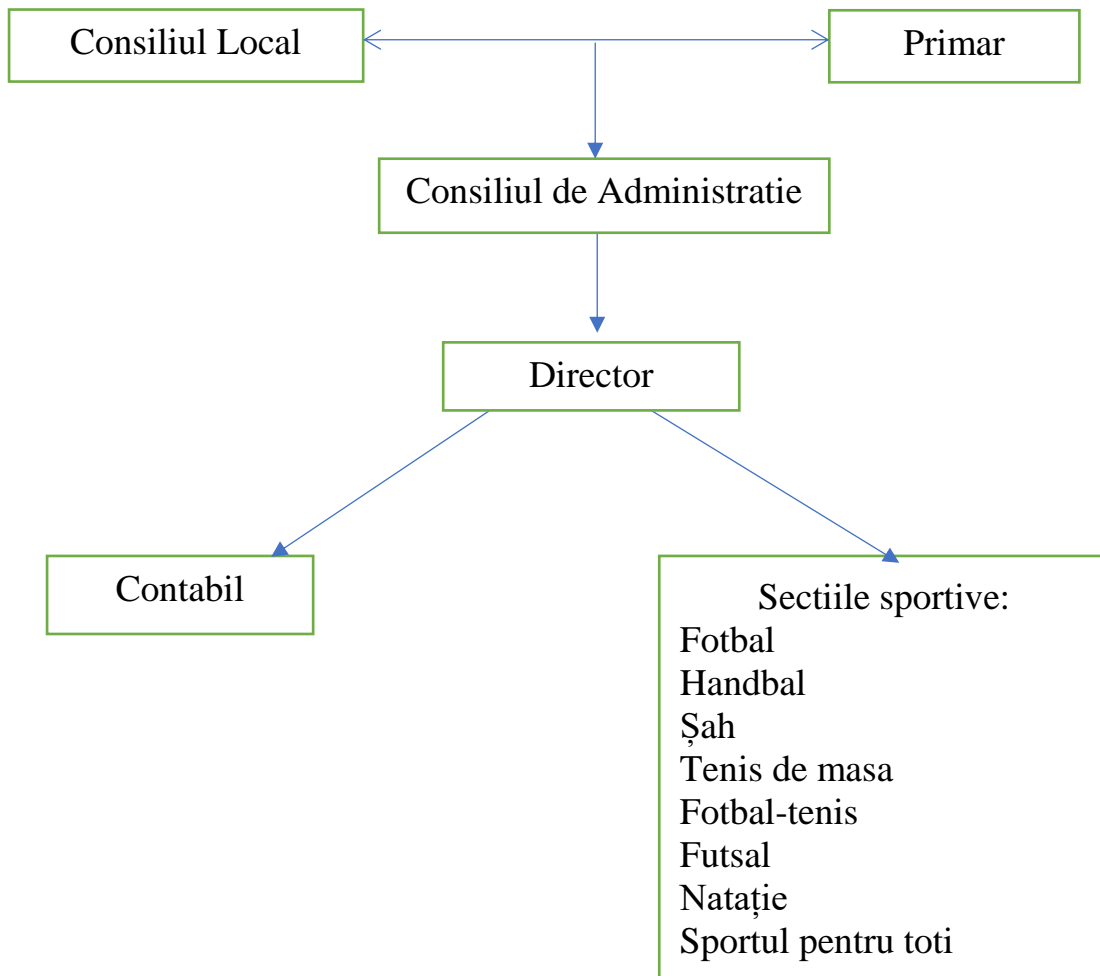 Consiliul Local
Primar
Consiliul de Administratie
Director
Contabil
Sectiile sportive:
Fotbal
Handbal
Șah
Tenis de masa
Fotbal-tenis
Futsal
Natație
Sportul pentru toti